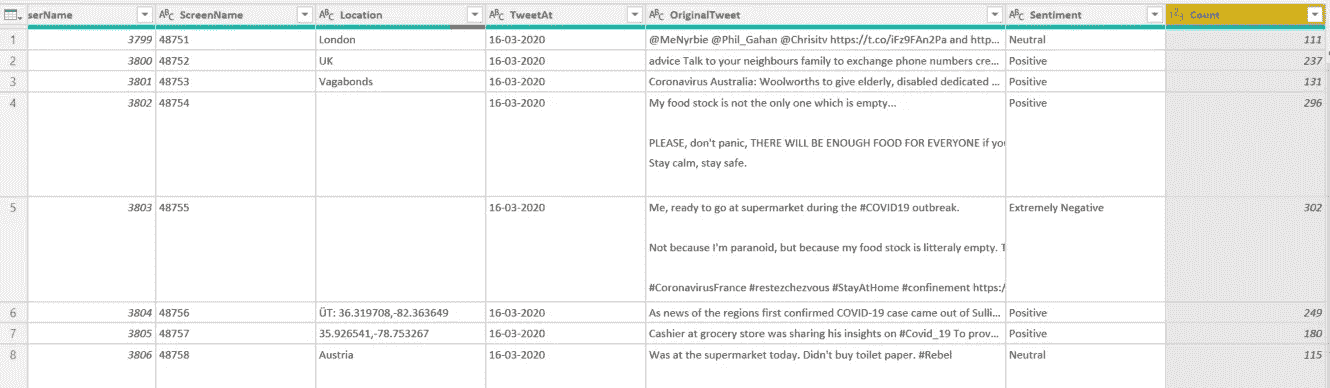 serName ABC ScreenName ABC Location ABC TweetAt ABC OriginalTweet ABC Sentiment 123 Count
1 3799 48751 London 16-03-2020 @MeNyrbie @Phil_Gahan @Chrisitv https://t.co/iFz9FAn2Pa and http... Neutral 111
2 3800 48752 UK 16-03-2020 advice Talk to your neighbours family to exchange phone numbers cre... Positive 237
3 3801 48753 Vagabonds 16-03-2020 Coronavirus Australia: Woolworths to give elderly, disabled dedicated ... Positive 131
4 3802 48754 16-03-2020 My food stock is not the only one which is empty... Positive 296
PLEASE, don't panic, THERE WILL BE ENOUGH FOOD FOR EVERYONE if you
Stay calm, stay safe.
5 3803 48755 16-03-2020 Me, ready to go at supermarket during the #COVID19 outbreak. Extremely Negative 302
Not because I'm paranoid, but because my food stock is litteraly empty. T
#CoronavirusFrance #restezchezvous #StayAtHome #confinement https:/
6 3804 48756 ÜT: 36.319708,-82.363649 16-03-2020 As news of the regions first confirmed COVID-19 case came out of Sulli... Positive 249
7 3805 48757 35.926541,-78.753267 16-03-2020 Cashier at grocery store was sharing his insights on #Covid_19 To prov... Positive 180
8 3806 48758 Austria 16-03-2020 Was at the supermarket today. Didn't buy toilet paper. #Rebel Neutral 115